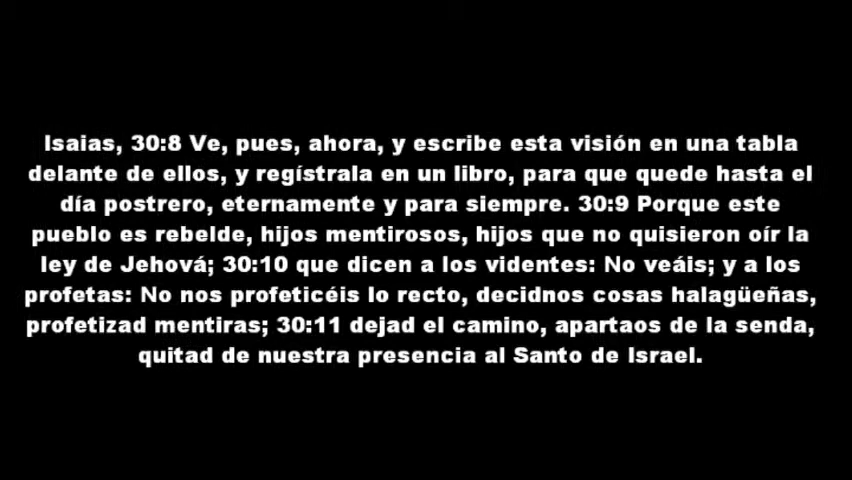 Isaias, 30:8 Ve, pues, ahora, y escribe esta visión en una tabla
delante de ellos, y regístrala en un libro, para que quede hasta el
día postrero, eternamente y para siempre. 30:9 Porque este
pueblo es rebelde, hijos mentirosos, hijos que no quisieron oír la
ley de Jehová; 30:10 que dicen a los videntes: No veáis; y a los
profetas: No nos profeticéis lo recto, decidnos cosas halagüeñas,
profetizad mentiras; 30:11 dejad el camino, apartaos de la senda,
quitad de nuestra presencia al Santo de Israel.